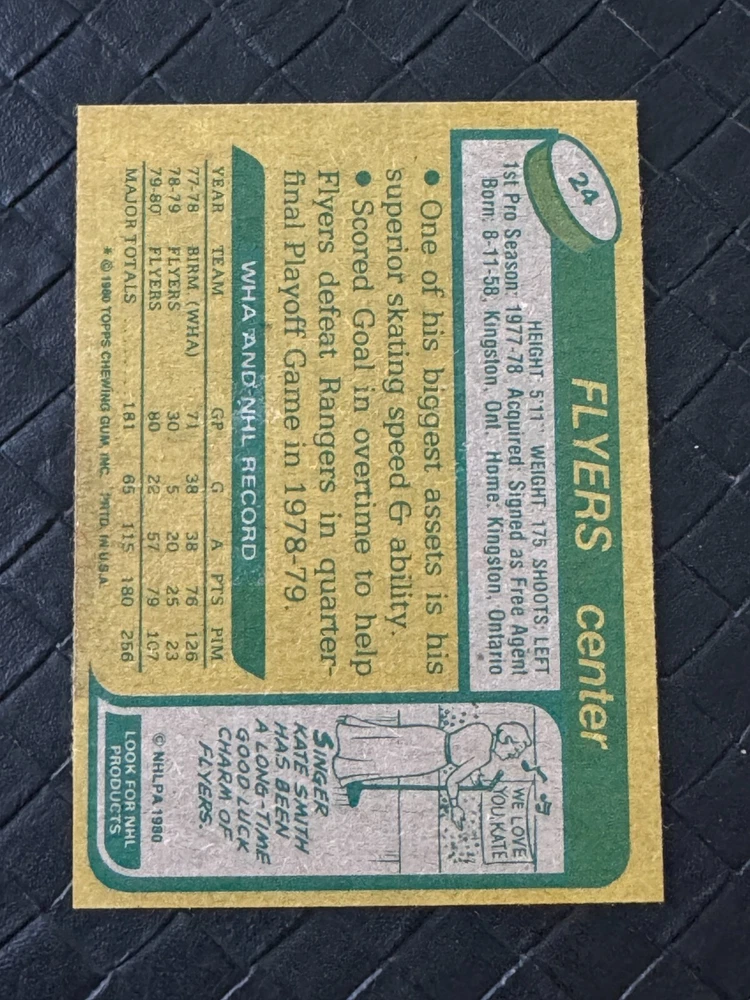 24
FLYERS center
HEIGHT: 5'11" WEIGHT: 175 SHOOTS: LEFT
1st Pro Season: 1977-78 Acquired: Signed as Free Agent
Born: 8-11-58, Kingston, Ont. Home: Kingston, Ontario
● One of his biggest assets is his
superior skating speed & ability.
● Scored Goal in overtime to help
Flyers defeat Rangers in quarter-
final Playoff Game in 1978-79.
WHA AND NHL RECORD
YEAR TEAM GP G A PTS PIM
77-78 BIRM (WHA) 71 38 38 76 126
78-79 FLYERS 30 5 20 25 23
79-80 FLYERS 80 22 57 79 107
MAJOR TOTALS ........ 181 65 115 180 256
* © 1980 TOPPS CHEWING GUM, INC. PRTD. IN U.S.A.
WE LOVE
YOU, KATE
SINGER
KATE SMITH
HAS BEEN
A LONG-TIME
GOOD LUCK
CHARM OF
FLYERS.
© NHLPA 1980
LOOK FOR NHL
PRODUCTS